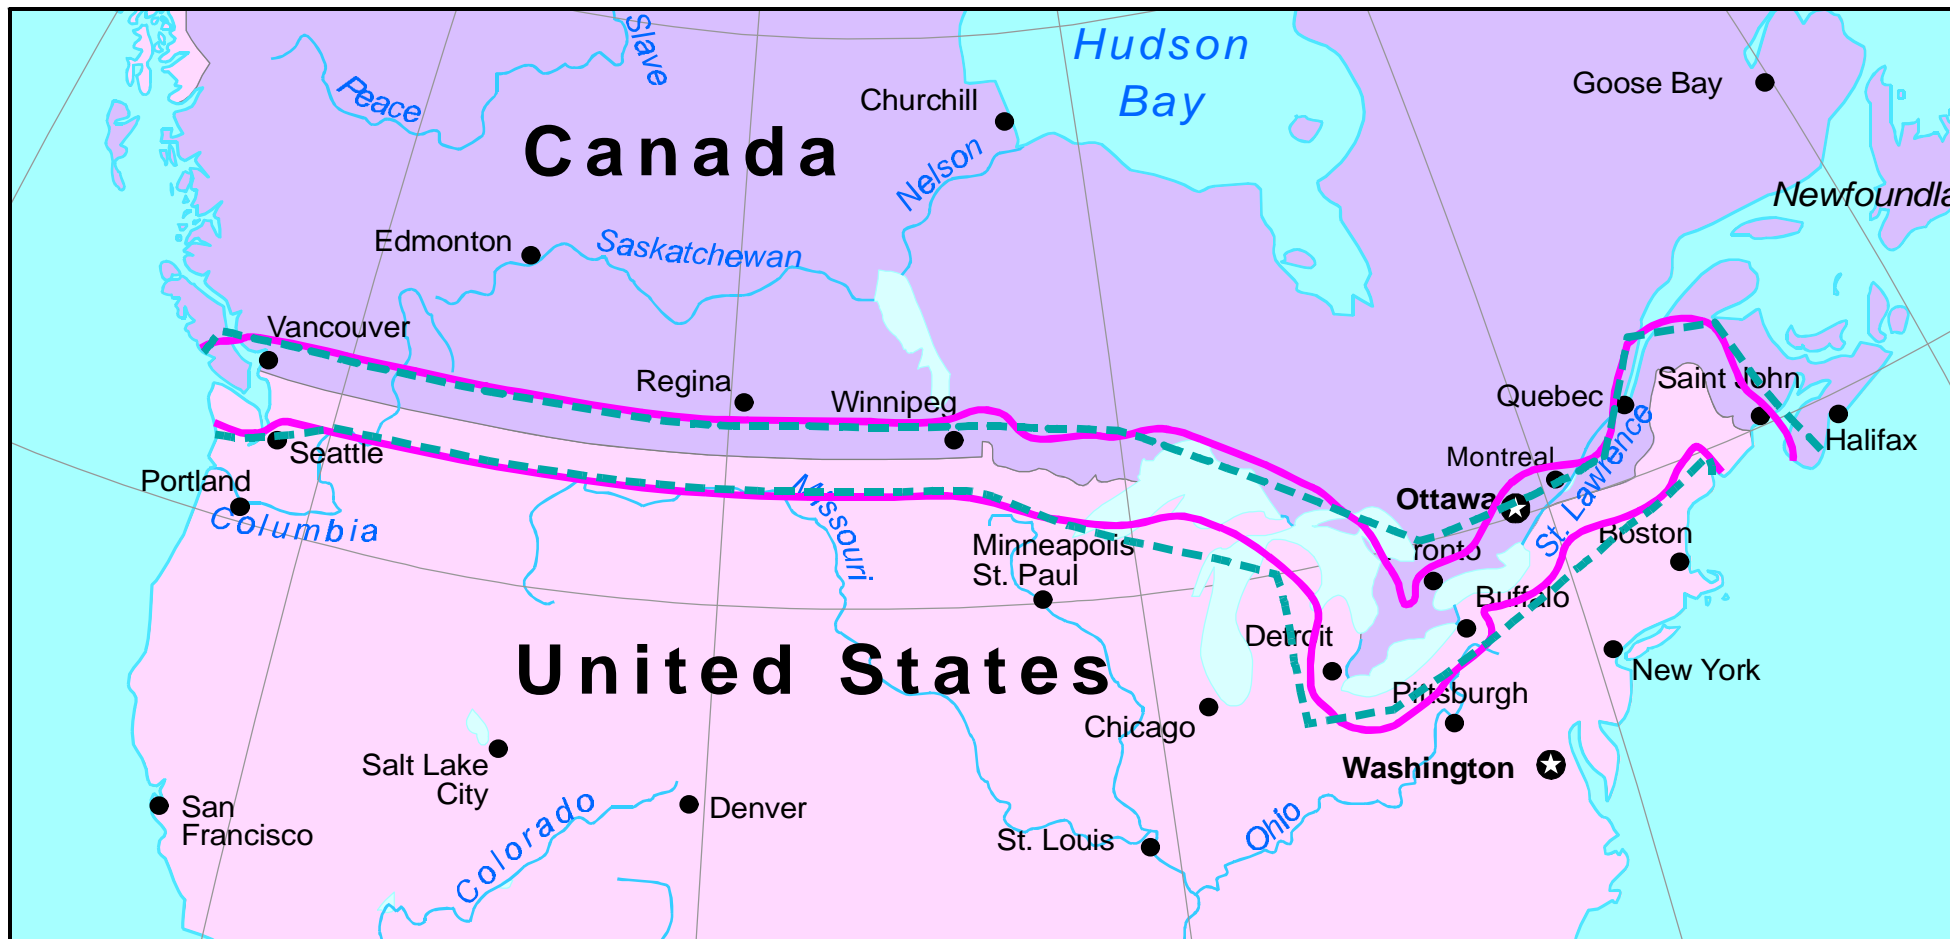 Slave
Hudson
Bay
Goose Bay
Peace
Churchill
Canada
Nelson
Edmonton
Saskatchewan
Vancouver
Regina
Winnipeg
Quebec
Saint John
Halifax
Seattle
Portland
Columbia
Missouri
Montreal
Ottawa
St. Lawrence
Minneapolis
St. Paul
Boston
Buffalo
Detroit
United States
New York
Pittsburgh
Chicago
Washington
Salt Lake
City
San
Francisco
Denver
Colorado
St. Louis
Ohio